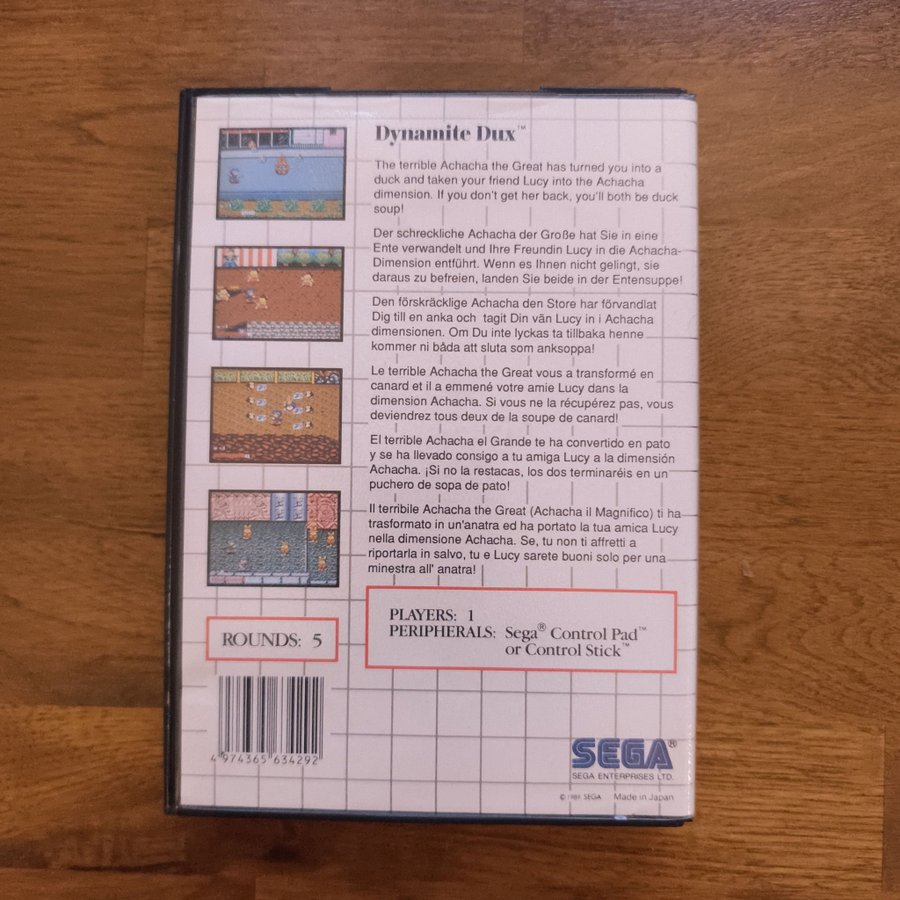 Dynamite Dux™
The terrible Achacha the Great has turned you into a
duck and taken your friend Lucy into the Achacha
dimension. If you don't get her back, you'll both be duck
soup!
Der schreckliche Achacha der Große hat Sie in eine
Ente verwandelt und Ihre Freundin Lucy in die Achacha-
Dimension entführt. Wenn es Ihnen nicht gelingt, sie
daraus zu befreien, landen Sie beide in der Entensuppe!
Den förskräcklige Achacha den Store har förvandlat
Dig till en anka och tagit Din vän Lucy in i Achacha
dimensionen. Om Du inte lyckas ta tillbaka henne
kommer ni båda att sluta som anksoppa!
Le terrible Achacha the Great vous a transformé en
canard et il a emmené votre amie Lucy dans la
dimension Achacha. Si vous ne la récupérez pas, vous
deviendrez tous deux de la soupe de canard!
El terrible Achacha el Grande te ha convertido en pato
y se ha llevado consigo a tu amiga Lucy a la dimensión
Achacha. ¡Si no la restacas, los dos terminaréis en un
puchero de sopa de pato!
Il terribile Achacha the Great (Achacha il Magnifico) ti ha
trasformato in un'anatra ed ha portato la tua amica Lucy
nella dimensione Achacha. Se, tu non ti affretti a
riportarla in salvo, tu e Lucy sarete buoni solo per una
minestra all' anatra!
ROUNDS: 5
PLAYERS: 1
PERIPHERALS: Sega® Control Pad™
or Control Stick™
4 974365 634292
SEGA®
SEGA ENTERPRISES LTD.
© 1989 SEGA Made in Japan